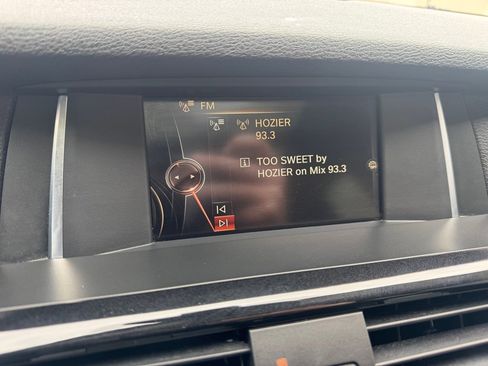 FM
HOZIER
93.3
TOO SWEET by
HOZIER on Mix 93.3